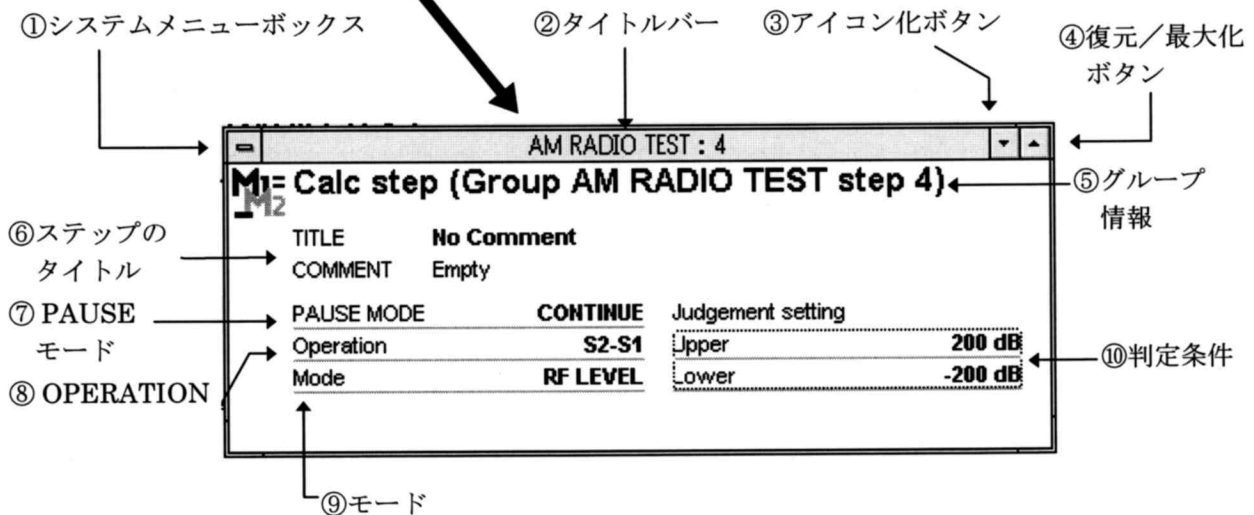 ①システムメニューボックス
②タイトルバー
③アイコン化ボタン
④復元／最大化
ボタン
AM RADIO TEST : 4
M1=
M2
Calc step (Group AM RADIO TEST step 4)
⑤グループ
情報
⑥ステップの
タイトル
TITLE No Comment
COMMENT Empty
⑦ PAUSE
モード
PAUSE MODE CONTINUE
Judgement setting
⑧ OPERATION
Operation S2-S1
Upper 200 dB
Mode RF LEVEL
Lower -200 dB
⑩判定条件
⑨モード